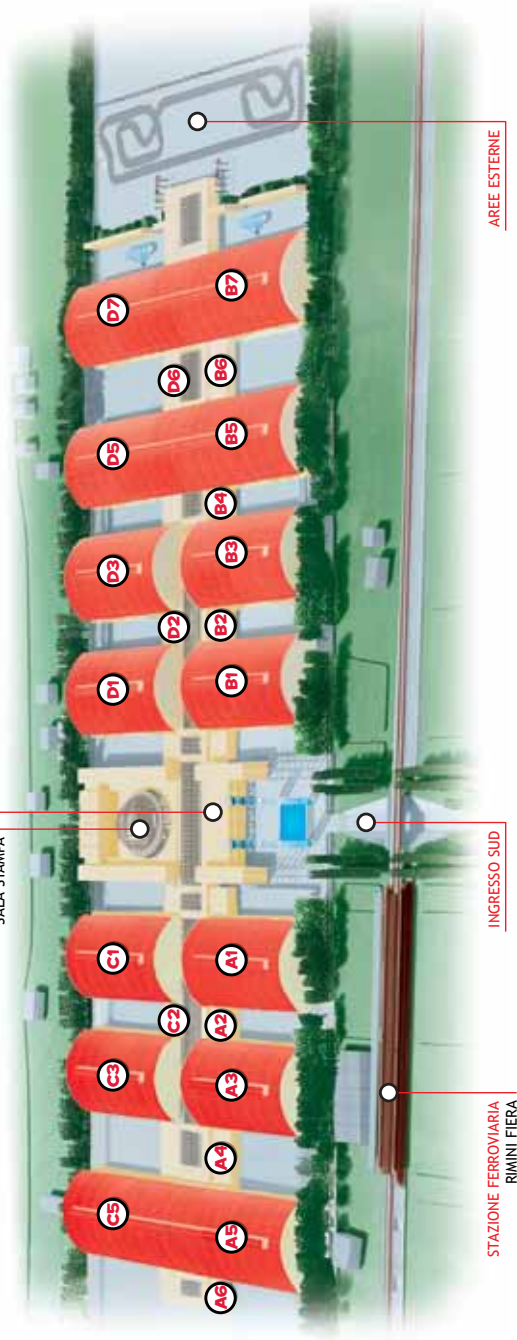 SALA STAMPA
C5 C3 C1 D1 D3 D5 D7
C2 D2 D6
A6 A4 A2 B2 B4 B6
A5 A3 A1 B1 B3 B5 B7
STAZIONE FERROVIARIA
RIMINI FIERA
INGRESSO SUD
AREE ESTERNE